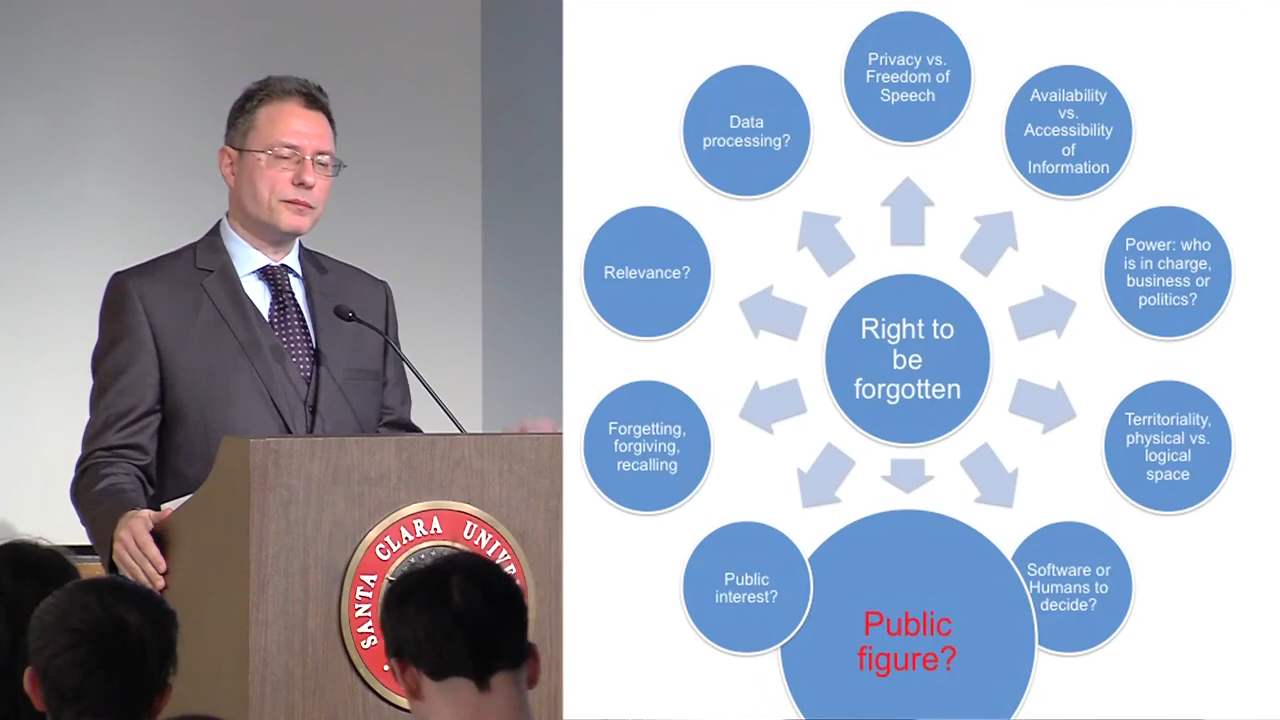 SANTA CLARA UNIV
Privacy vs.
Freedom of
Speech
Availability
vs.
Accessibility
of
Information
Power: who
is in charge,
business or
politics?
Territoriality,
physical vs.
logical
space
Software or
Humans to
decide?
Public
figure?
Public
interest?
Forgetting,
forgiving,
recalling
Relevance?
Data
processing?
Right to
be
forgotten